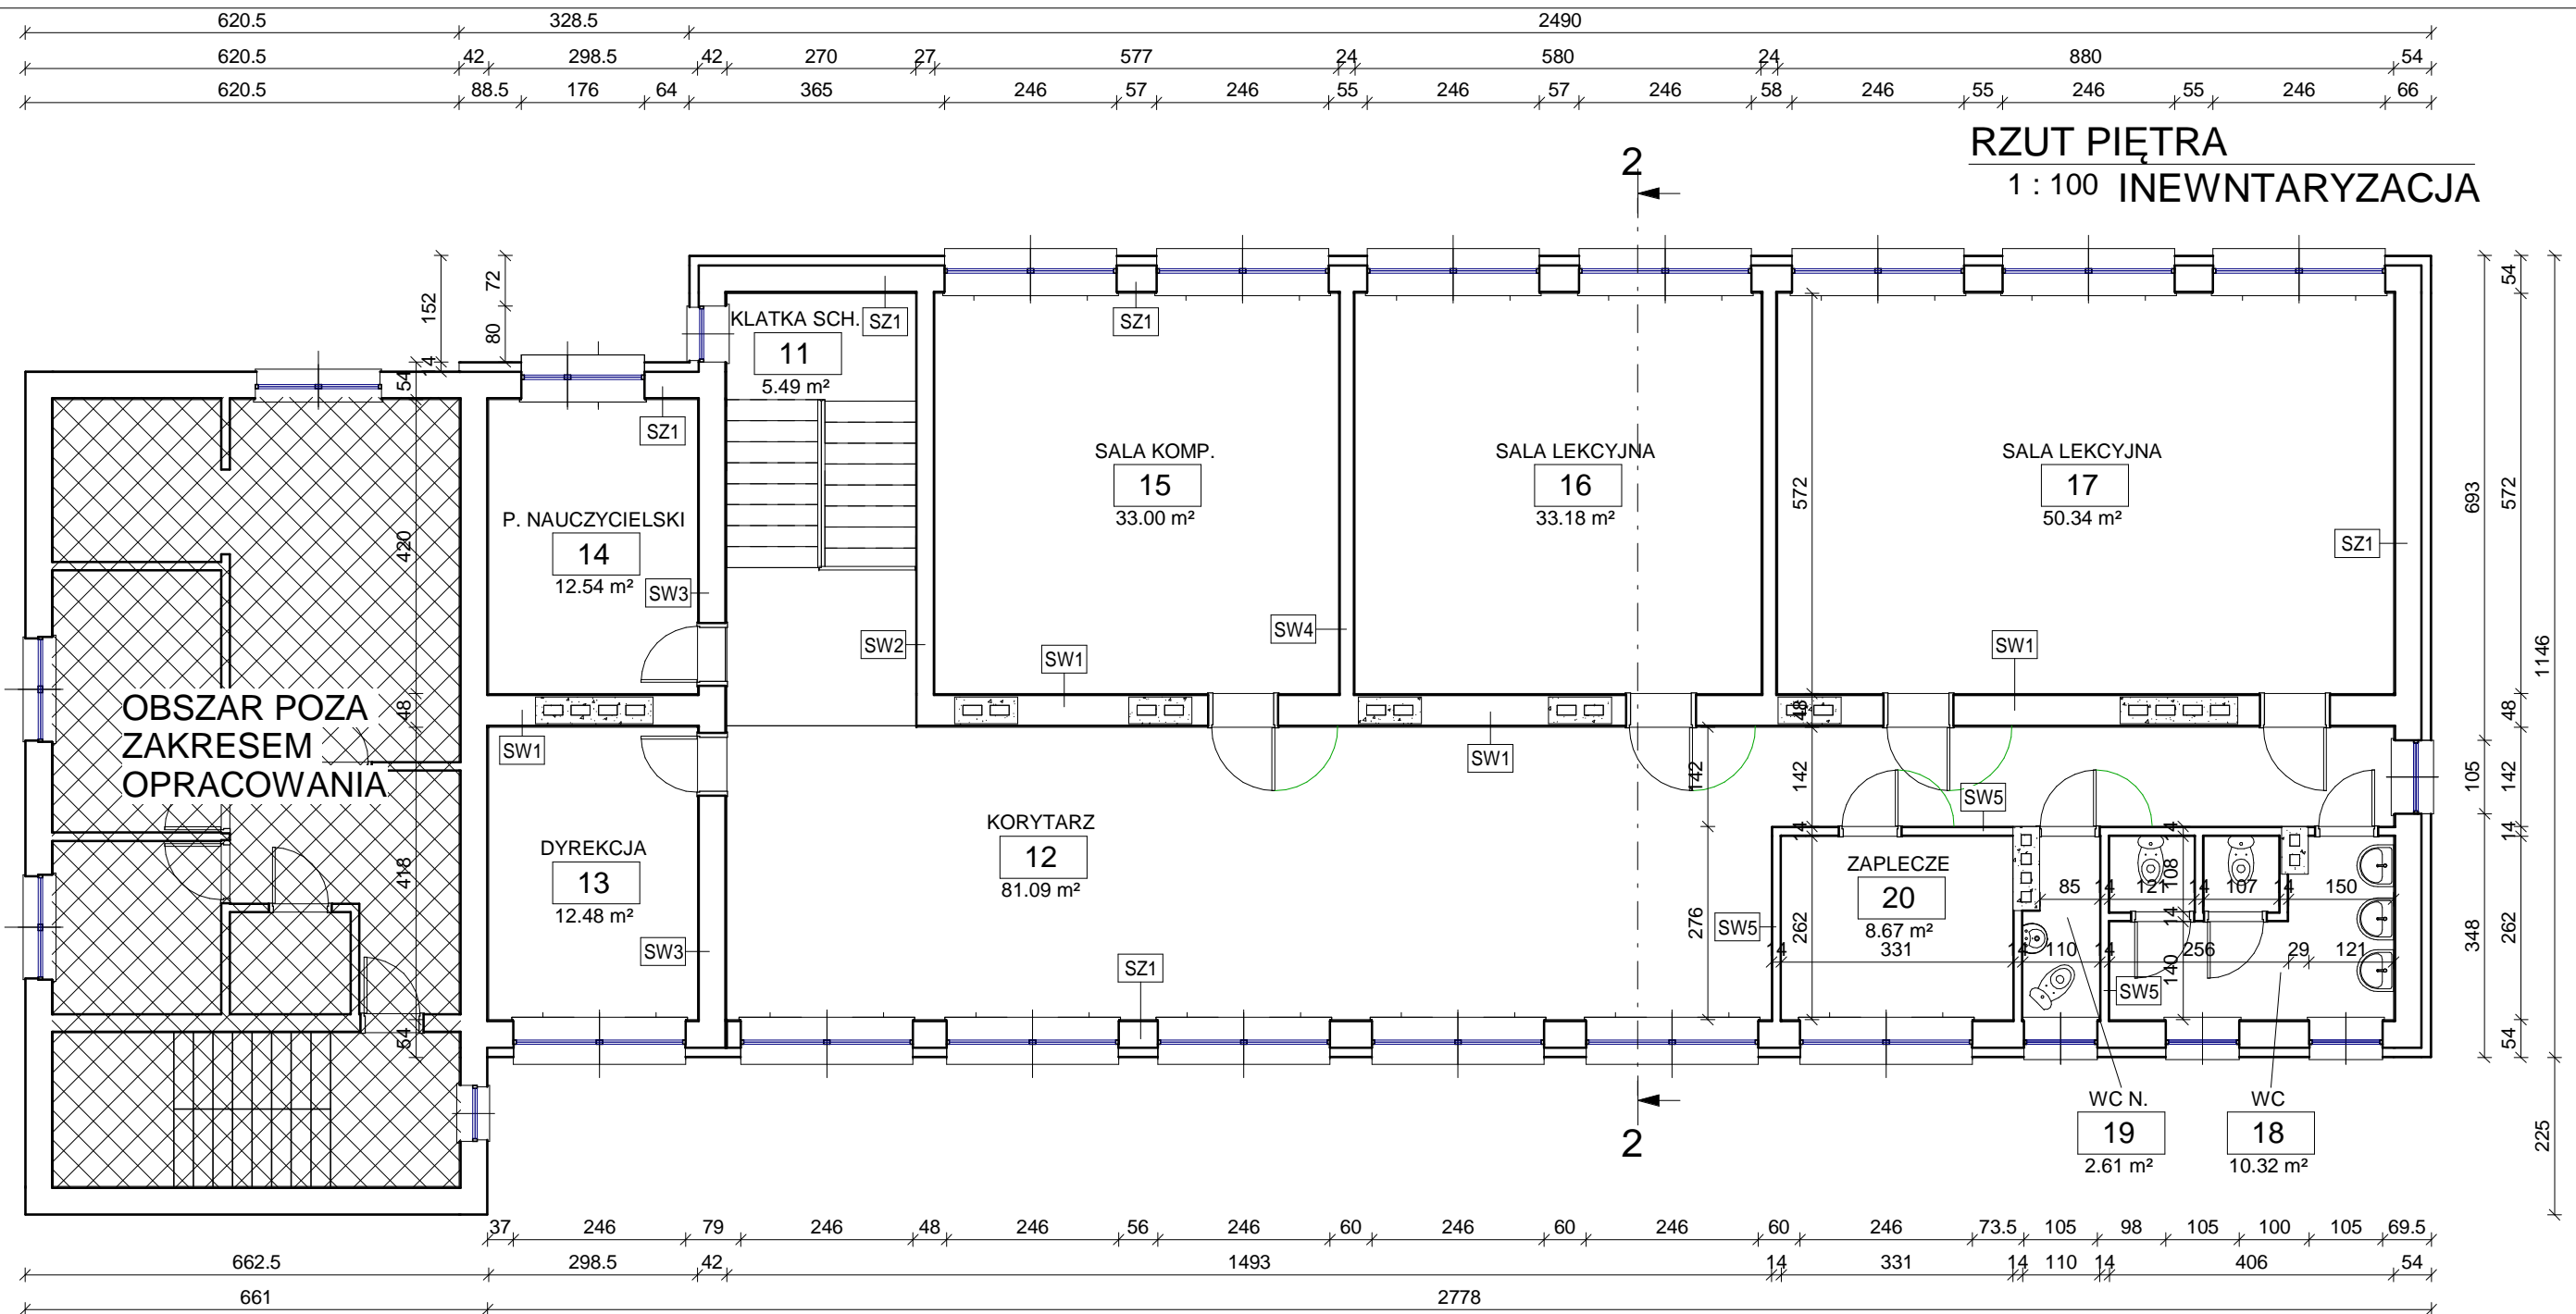 620.5 328.5 2490
620.5 42 298.5 42 270 27 577 24 580 24 880 54
620.5 88.5 176 64 365 246 57 246 55 246 57 246 58 246 55 246 55 246 66
RZUT PIĘTRA
1 : 100 INEWNTARYZACJA
2
152 72 80 14 54
54
KLATKA SCH.
11
5.49 m²
SZ1
SZ1
SZ1
SALA KOMP.
15
33.00 m²
SALA LEKCYJNA
16
33.18 m²
SALA LEKCYJNA
17
50.34 m²
572
693
572
P. NAUCZYCIELSKI
14
12.54 m²
420
SZ1
SW3
SW2
SW4
SW1
SW1
1146
OBSZAR POZA
ZAKRESEM
OPRACOWANIA
48
48
48
SW1
SW1
142
142
105
142
SW5
14
14
14
KORYTARZ
12
81.09 m²
DYREKCJA
13
12.48 m²
418
ZAPLECZE
20
8.67 m²
108
85 14 121 14 107 14 150
276
262
348
262
SW5
SW3
14 331 14 110 14 256 29 121
14
140
SW5
SZ1
54
54
WC N.
19
2.61 m²
WC
18
10.32 m²
225
2
37 246 79 246 48 246 56 246 60 246 60 246 60 246 73.5 105 98 105 100 105 69.5
662.5 298.5 42 1493 14 331 14 110 14 406 54
661 2778